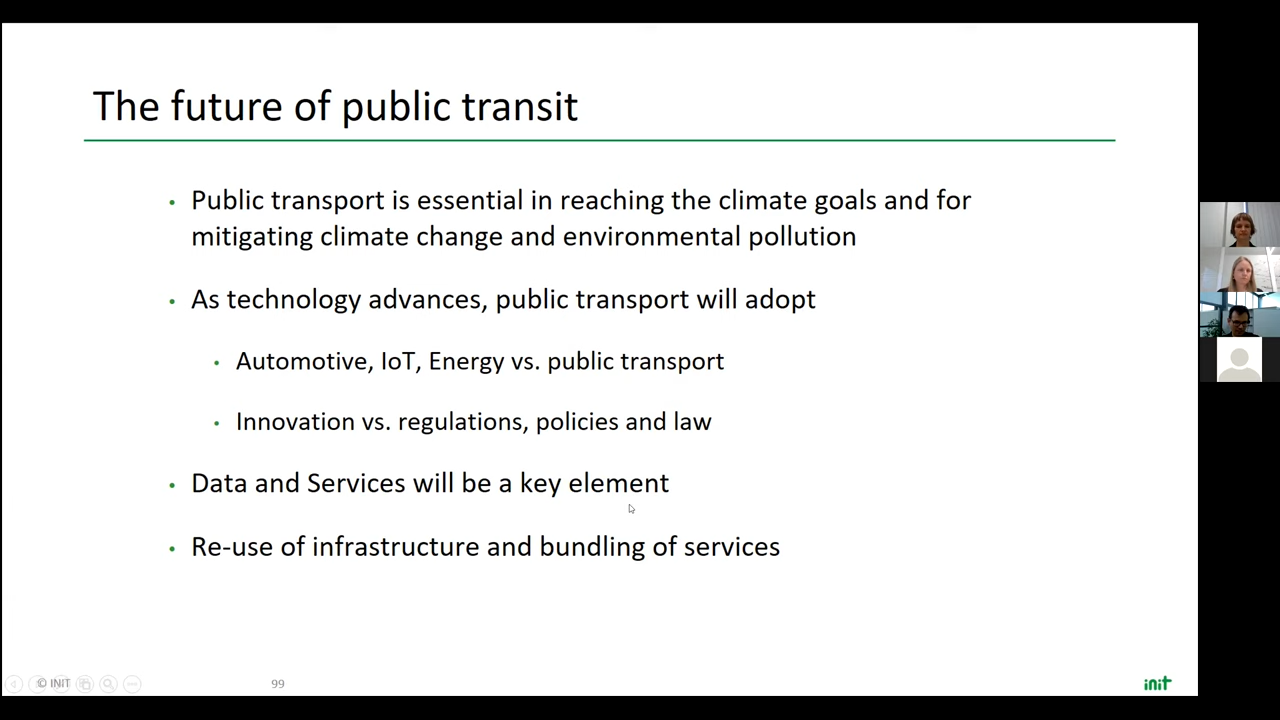 The future of public transit
• Public transport is essential in reaching the climate goals and for
mitigating climate change and environmental pollution
• As technology advances, public transport will adopt
• Automotive, IoT, Energy vs. public transport
• Innovation vs. regulations, policies and law
• Data and Services will be a key element
• Re-use of infrastructure and bundling of services
© INIT
99
init